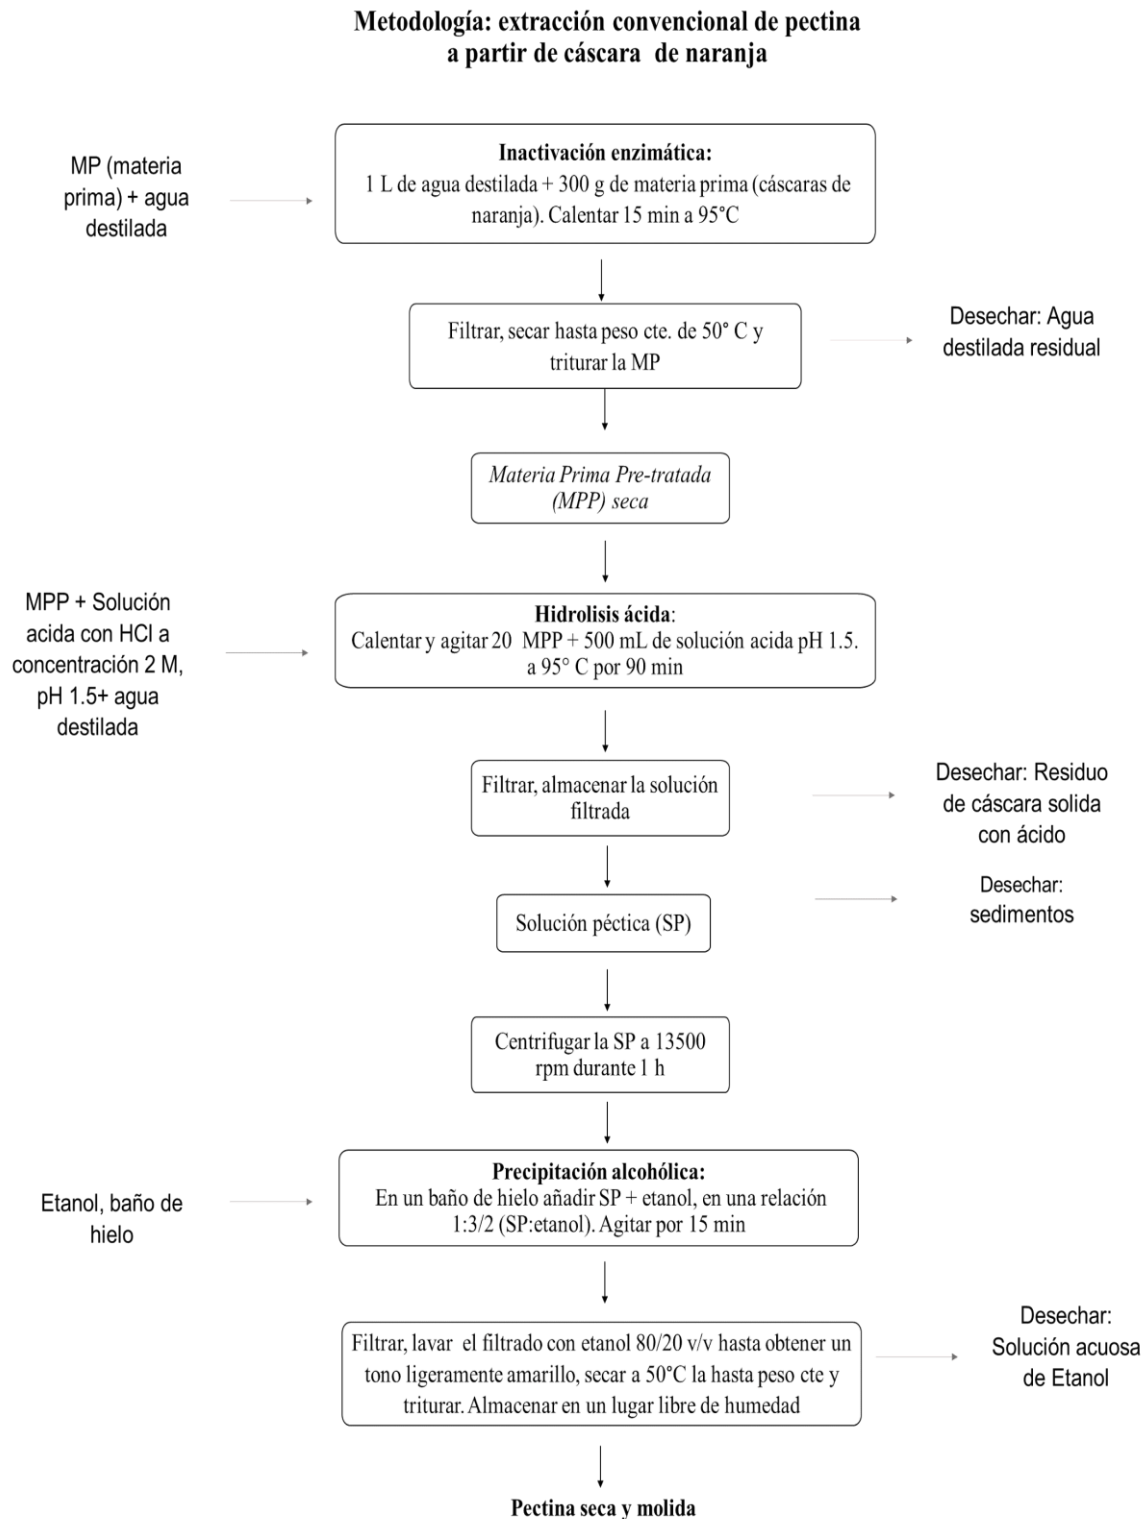 Metodología: extracción convencional de pectina
a partir de cáscara de naranja
MP (materia
prima) + agua
destilada
Inactivación enzimática:
1 L de agua destilada + 300 g de materia prima (cáscaras de
naranja). Calentar 15 min a 95°C
Filtrar, secar hasta peso cte. de 50° C y
triturar la MP
Desechar: Agua
destilada residual
Materia Prima Pre-tratada
(MPP) seca
MPP + Solución
acida con HCl a
concentración 2 M,
pH 1.5+ agua
destilada
Hidrolisis ácida:
Calentar y agitar 20 MPP + 500 mL de solución acida pH 1.5.
a 95° C por 90 min
Filtrar, almacenar la solución
filtrada
Desechar: Residuo
de cáscara solida
con ácido
Solución péctica (SP)
Desechar:
sedimentos
Centrifugar la SP a 13500
rpm durante 1 h
Etanol, baño de
hielo
Precipitación alcohólica:
En un baño de hielo añadir SP + etanol, en una relación
1:3/2 (SP:etanol). Agitar por 15 min
Filtrar, lavar el filtrado con etanol 80/20 v/v hasta obtener un
tono ligeramente amarillo, secar a 50°C la hasta peso cte y
triturar. Almacenar en un lugar libre de humedad
Desechar:
Solución acuosa
de Etanol
Pectina seca y molida